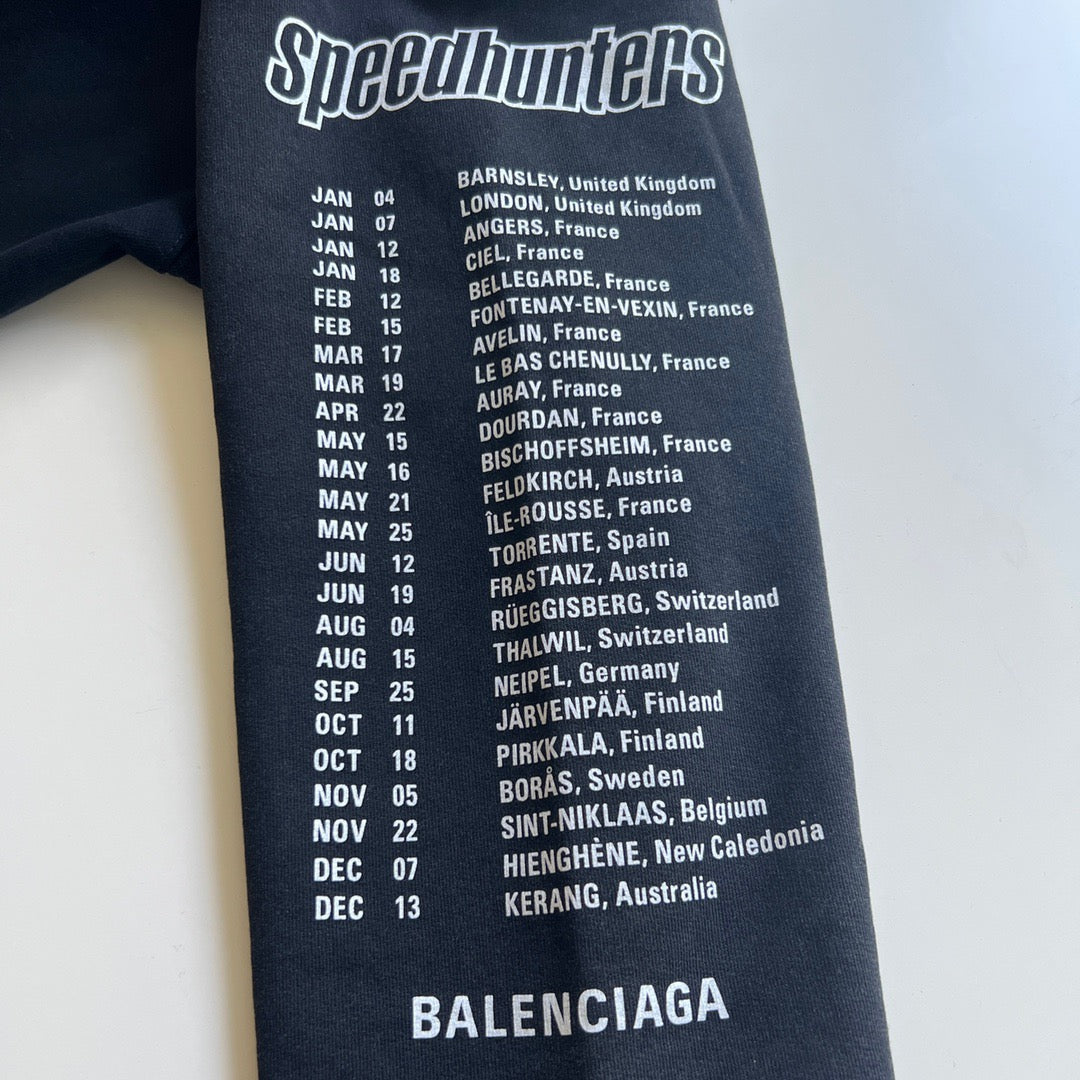 speedhunters
JAN 04 BARNSLEY, United Kingdom
JAN 07 LONDON, United Kingdom
JAN 12 ANGERS, France
JAN 18 CIEL, France
FEB 12 BELLEGARDE, France
FEB 15 FONTENAY-EN-VEXIN, France
MAR 17 AVELIN, France
MAR 19 LE BAS CHENULLY, France
APR 22 AURAY, France
MAY 15 DOURDAN, France
MAY 16 BISCHOFFSHEIM, France
MAY 21 FELDKIRCH, Austria
MAY 25 ÎLE-ROUSSE, France
JUN 12 TORRENTE, Spain
JUN 19 FRASTANZ, Austria
AUG 04 RÜEGGISBERG, Switzerland
AUG 15 THALWIL, Switzerland
SEP 25 NEIPEL, Germany
OCT 11 JÄRVENPÄÄ, Finland
OCT 18 PIRKKALA, Finland
NOV 05 BORÅS, Sweden
NOV 22 SINT-NIKLAAS, Belgium
DEC 07 HIENGHÈNE, New Caledonia
DEC 13 KERANG, Australia
BALENCIAGA